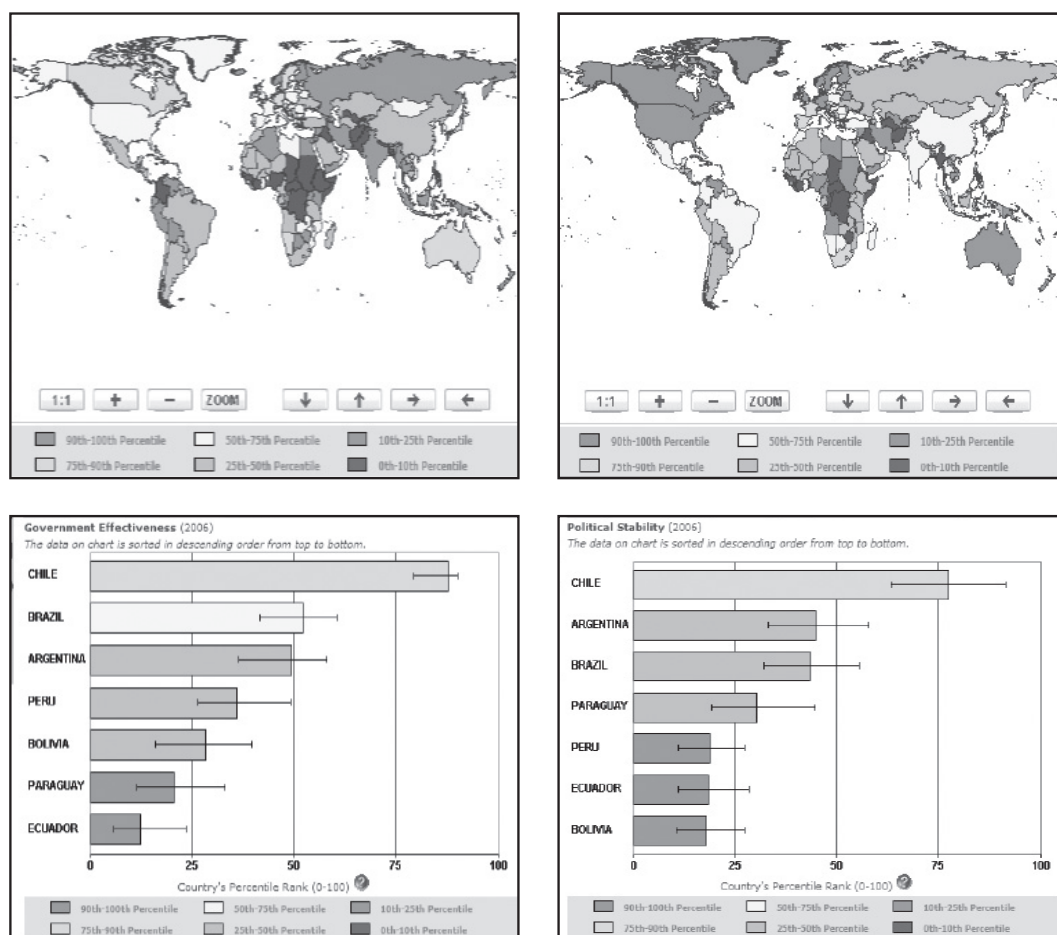 1:1 + − ZOOM ↓ ↑ → ←
90th-100th Percentile 50th-75th Percentile 10th-25th Percentile
75th-90th Percentile 25th-50th Percentile 0th-10th Percentile
1:1 + − ZOOM ↓ ↑ → ←
90th-100th Percentile 50th-75th Percentile 10th-25th Percentile
75th-90th Percentile 25th-50th Percentile 0th-10th Percentile
Government Effectiveness (2006)
The data on chart is sorted in descending order from top to bottom.
CHILE
BRAZIL
ARGENTINA
PERU
BOLIVIA
PARAGUAY
ECUADOR
0 25 50 75 100
Country's Percentile Rank (0-100) ?
90th-100th Percentile 50th-75th Percentile 10th-25th Percentile
75th-90th Percentile 25th-50th Percentile 0th-10th Percentile
Political Stability (2006)
The data on chart is sorted in descending order from top to bottom.
CHILE
ARGENTINA
BRAZIL
PARAGUAY
PERU
ECUADOR
BOLIVIA
0 25 50 75 100
Country's Percentile Rank (0-100) ?
90th-100th Percentile 50th-75th Percentile 10th-25th Percentile
75th-90th Percentile 25th-50th Percentile 0th-10th Percentile